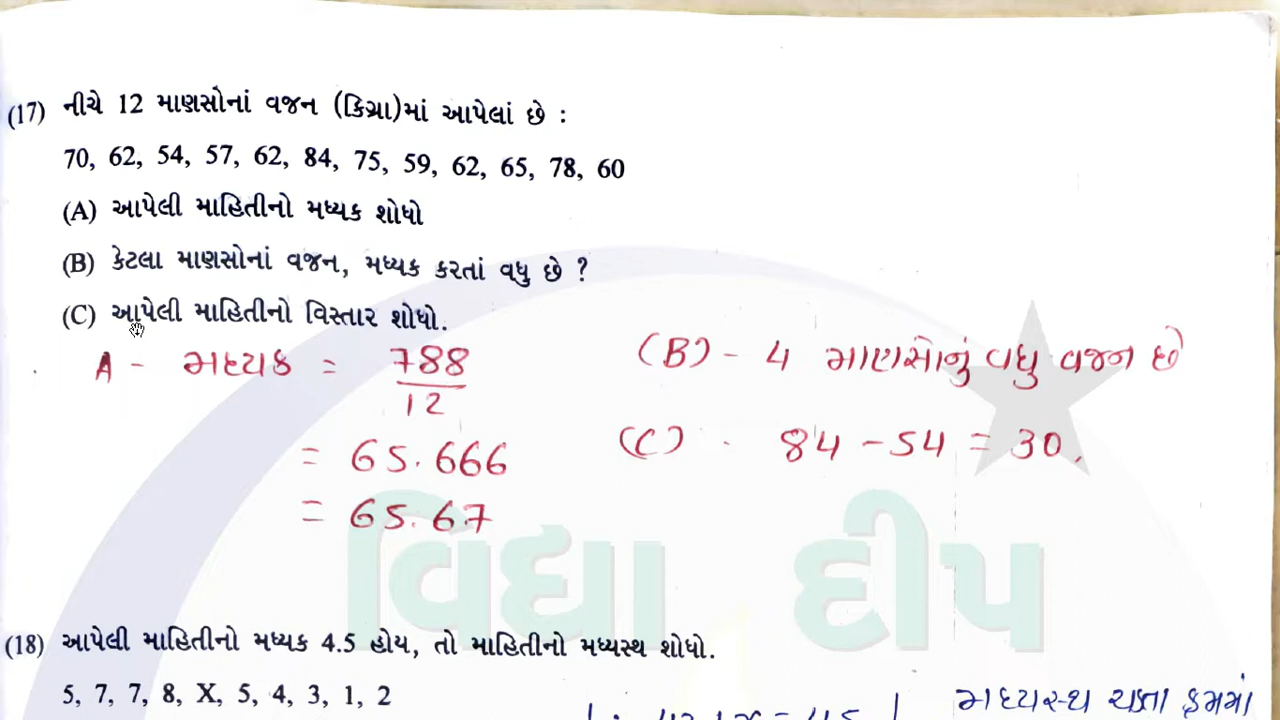 (17) નીચે 12 માણસોનાં વજન (કિગ્રા)માં આપેલાં છે :
70, 62, 54, 57, 62, 84, 75, 59, 62, 65, 78, 60
(A) આપેલી માહિતીનો મધ્યક શોધો
(B) કેટલા માણસોનાં વજન, મધ્યક કરતાં વધુ છે ?
(C) આપેલી માહિતીનો વિસ્તાર શોધો.
A - મધ્યક = 788
12
= 65.666
= 65.67
(B) - 4 માણસોનું વધુ વજન છે
(C) - 84 - 54 = 30.
વિદ્યા દીપ
(18) આપેલી માહિતીનો મધ્યક 4.5 હોય, તો માહિતીનો મધ્યસ્થ શોધો.
5, 7, 7, 8, X, 5, 4, 3, 1, 2
મધ્યસ્થ ચડતા ક્રમમાં